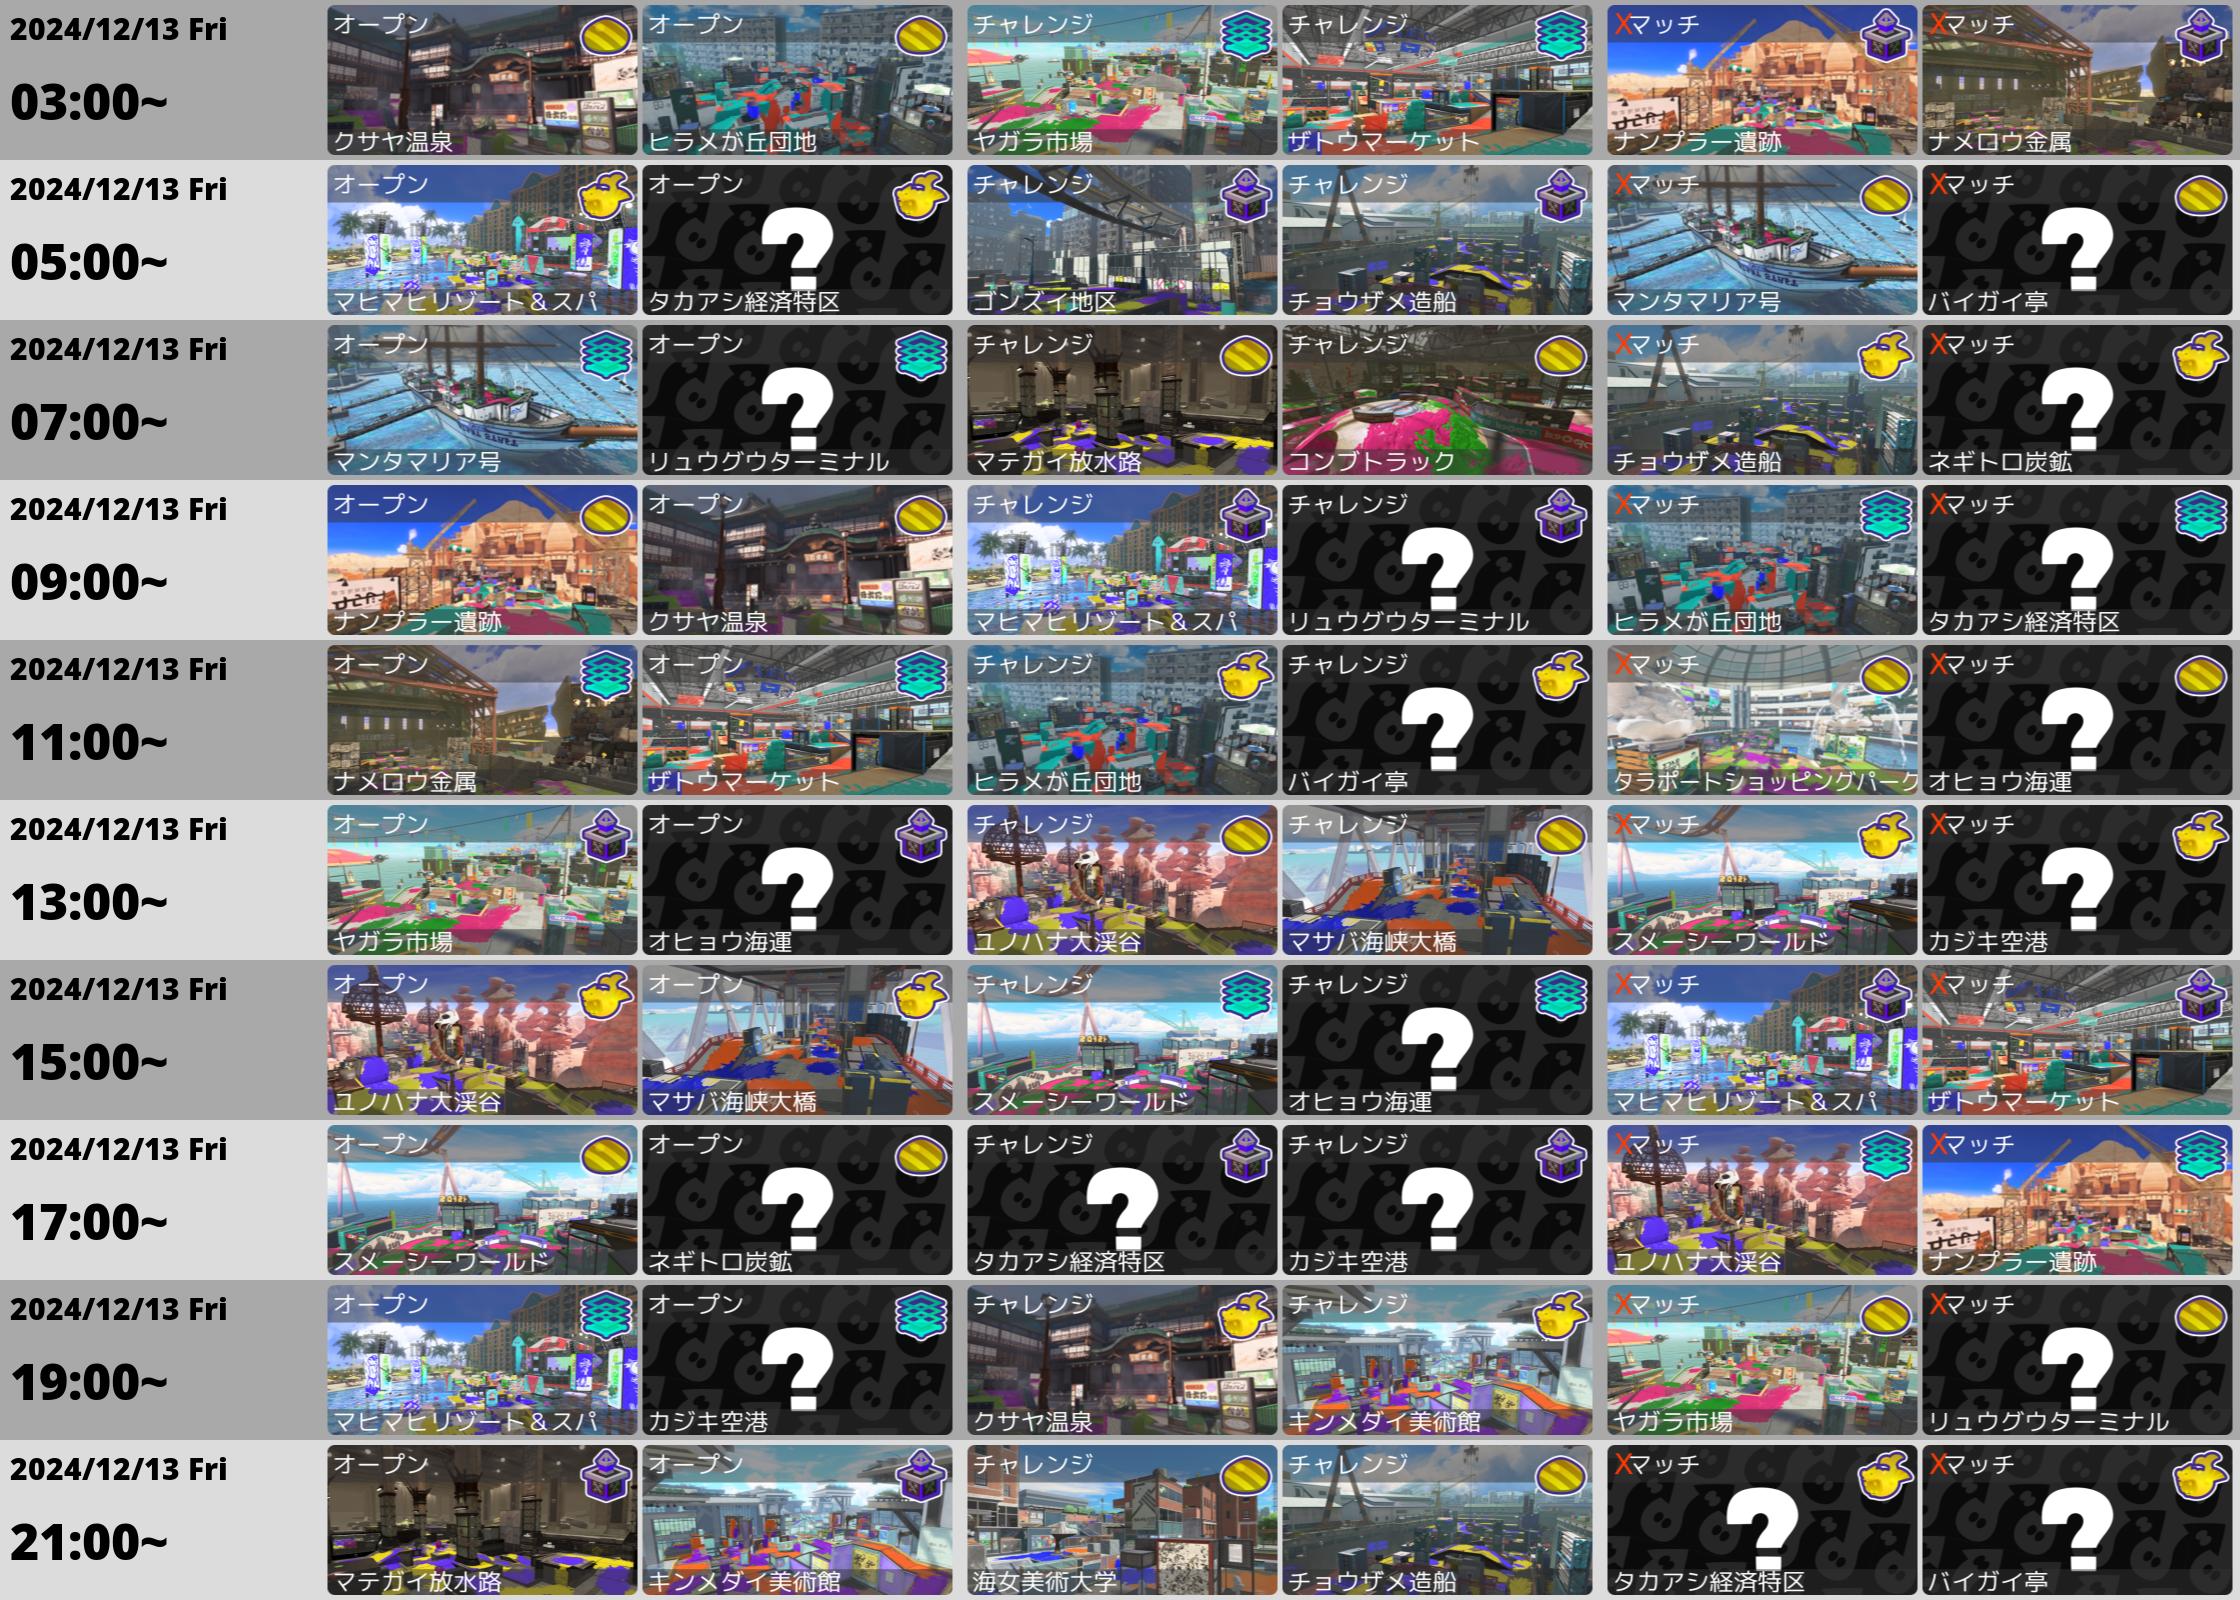 2024/12/13 Fri
03:00~
オープン
クサヤ温泉
オープン
ヒラメが丘団地
チャレンジ
ヤガラ市場
チャレンジ
ザトウマーケット
Xマッチ
ナンプラー遺跡
Xマッチ
ナメロウ金属
2024/12/13 Fri
05:00~
オープン
マヒマヒリゾート＆スパ
オープン
?
タカアシ経済特区
チャレンジ
ゴンズイ地区
チャレンジ
チョウザメ造船
Xマッチ
マンタマリア号
Xマッチ
?
バイガイ亭
2024/12/13 Fri
07:00~
オープン
マンタマリア号
オープン
?
リュウグウターミナル
チャレンジ
マテガイ放水路
チャレンジ
コンブトラック
Xマッチ
チョウザメ造船
Xマッチ
?
ネギトロ炭鉱
2024/12/13 Fri
09:00~
オープン
ナンプラー遺跡
オープン
クサヤ温泉
チャレンジ
マヒマヒリゾート＆スパ
チャレンジ
?
リュウグウターミナル
Xマッチ
ヒラメが丘団地
Xマッチ
?
タカアシ経済特区
2024/12/13 Fri
11:00~
オープン
ナメロウ金属
オープン
ザトウマーケット
チャレンジ
ヒラメが丘団地
チャレンジ
?
バイガイ亭
Xマッチ
タラポートショッピングパーク
Xマッチ
?
オヒョウ海運
2024/12/13 Fri
13:00~
オープン
ヤガラ市場
オープン
?
オヒョウ海運
チャレンジ
ユノハナ大渓谷
チャレンジ
マサバ海峡大橋
Xマッチ
スメーシーワールド
Xマッチ
?
カジキ空港
2024/12/13 Fri
15:00~
オープン
ユノハナ大渓谷
オープン
マサバ海峡大橋
チャレンジ
スメーシーワールド
チャレンジ
?
オヒョウ海運
Xマッチ
マヒマヒリゾート＆スパ
Xマッチ
ザトウマーケット
2024/12/13 Fri
17:00~
オープン
スメーシーワールド
オープン
?
ネギトロ炭鉱
チャレンジ
?
タカアシ経済特区
チャレンジ
?
カジキ空港
Xマッチ
ユノハナ大渓谷
Xマッチ
ナンプラー遺跡
2024/12/13 Fri
19:00~
オープン
マヒマヒリゾート＆スパ
オープン
?
カジキ空港
チャレンジ
クサヤ温泉
チャレンジ
キンメダイ美術館
Xマッチ
ヤガラ市場
Xマッチ
?
リュウグウターミナル
2024/12/13 Fri
21:00~
オープン
マテガイ放水路
オープン
キンメダイ美術館
チャレンジ
海女美術大学
チャレンジ
チョウザメ造船
Xマッチ
?
タカアシ経済特区
Xマッチ
?
バイガイ亭